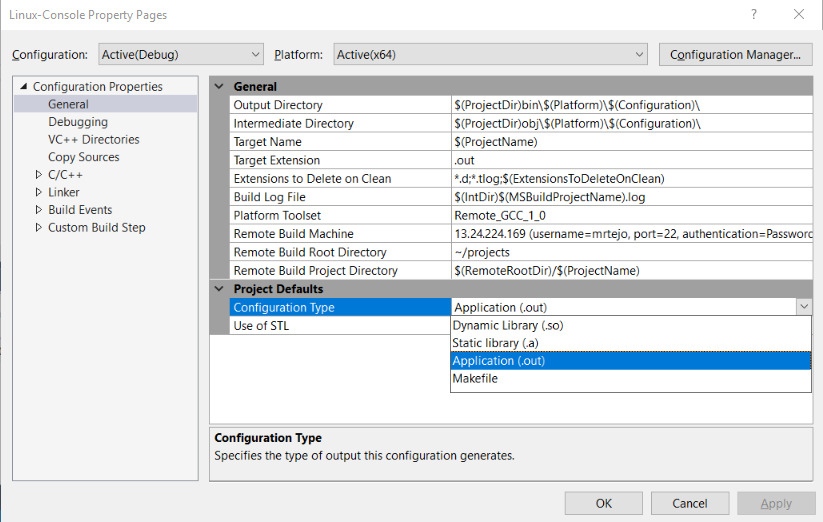 Linux-Console Property Pages
Configuration: Active(Debug) Platform: Active(x64) Configuration Manager...
Configuration Properties
General
Debugging
VC++ Directories
Copy Sources
C/C++
Linker
Build Events
Custom Build Step
General
Output Directory $(ProjectDir)bin\$(Platform)\$(Configuration)\
Intermediate Directory $(ProjectDir)obj\$(Platform)\$(Configuration)\
Target Name $(ProjectName)
Target Extension .out
Extensions to Delete on Clean *.d;*.tlog;$(ExtensionsToDeleteOnClean)
Build Log File $(IntDir)$(MSBuildProjectName).log
Platform Toolset Remote_GCC_1_0
Remote Build Machine 13.24.224.169 (username=mrtejo, port=22, authentication=Password
Remote Build Root Directory ~/projects
Remote Build Project Directory $(RemoteRootDir)/$(ProjectName)
Project Defaults
Configuration Type Application (.out)
Use of STL
Dynamic Library (.so)
Static library (.a)
Application (.out)
Makefile
Configuration Type
Specifies the type of output this configuration generates.
OK Cancel Apply